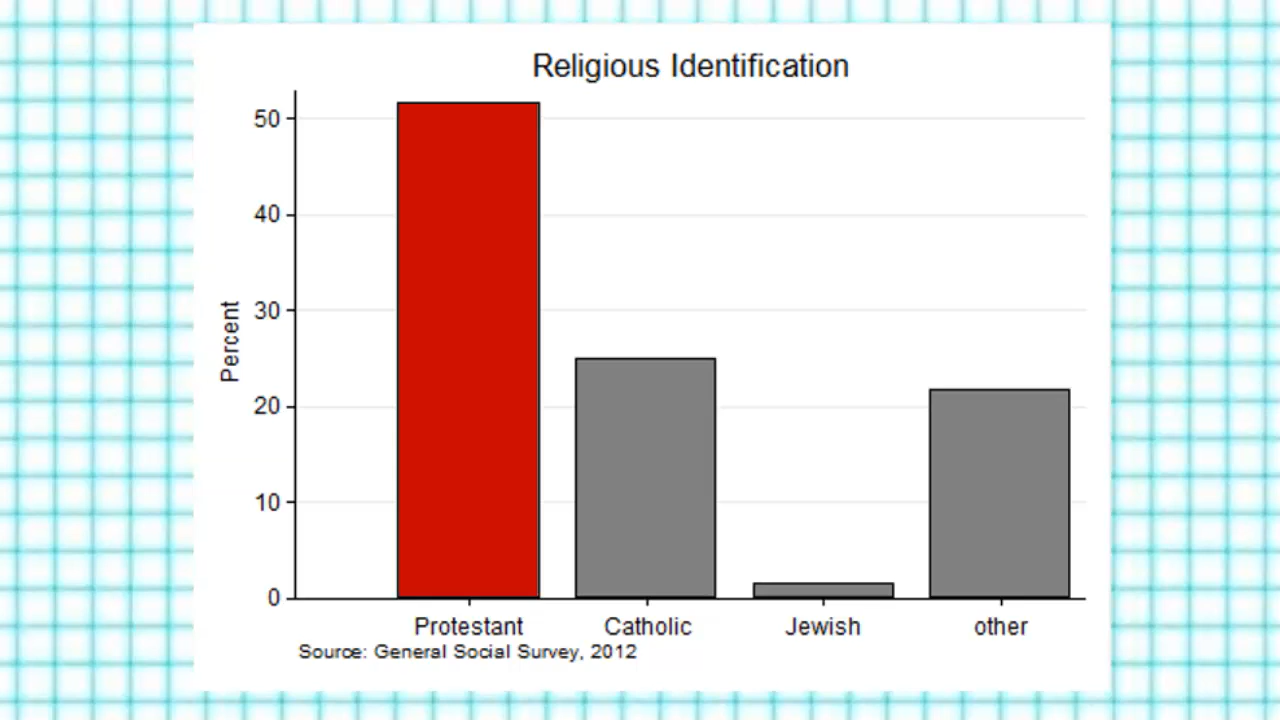 Religious Identification
50
40
30
20
10
0
Percent
Protestant Catholic Jewish other
Source: General Social Survey, 2012